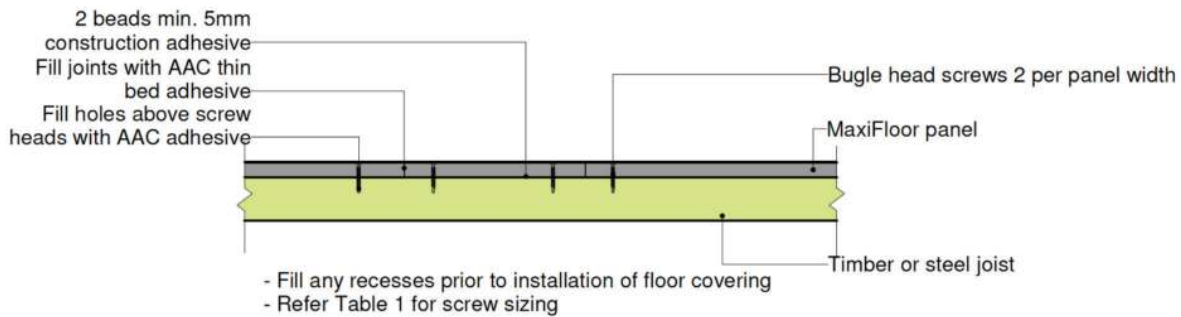 2 beads min. 5mm
construction adhesive
Fill joints with AAC thin
bed adhesive
Fill holes above screw
heads with AAC adhesive
Bugle head screws 2 per panel width
MaxiFloor panel
Timber or steel joist
- Fill any recesses prior to installation of floor covering
- Refer Table 1 for screw sizing